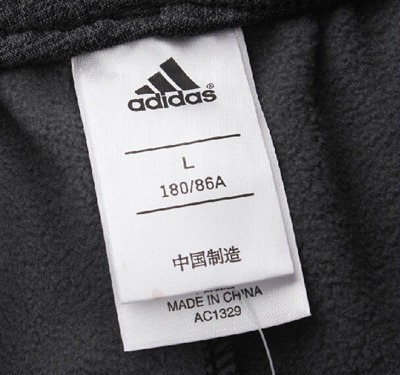 adidas®
L
180/86A
中国制造
MADE IN CHINA
AC1329